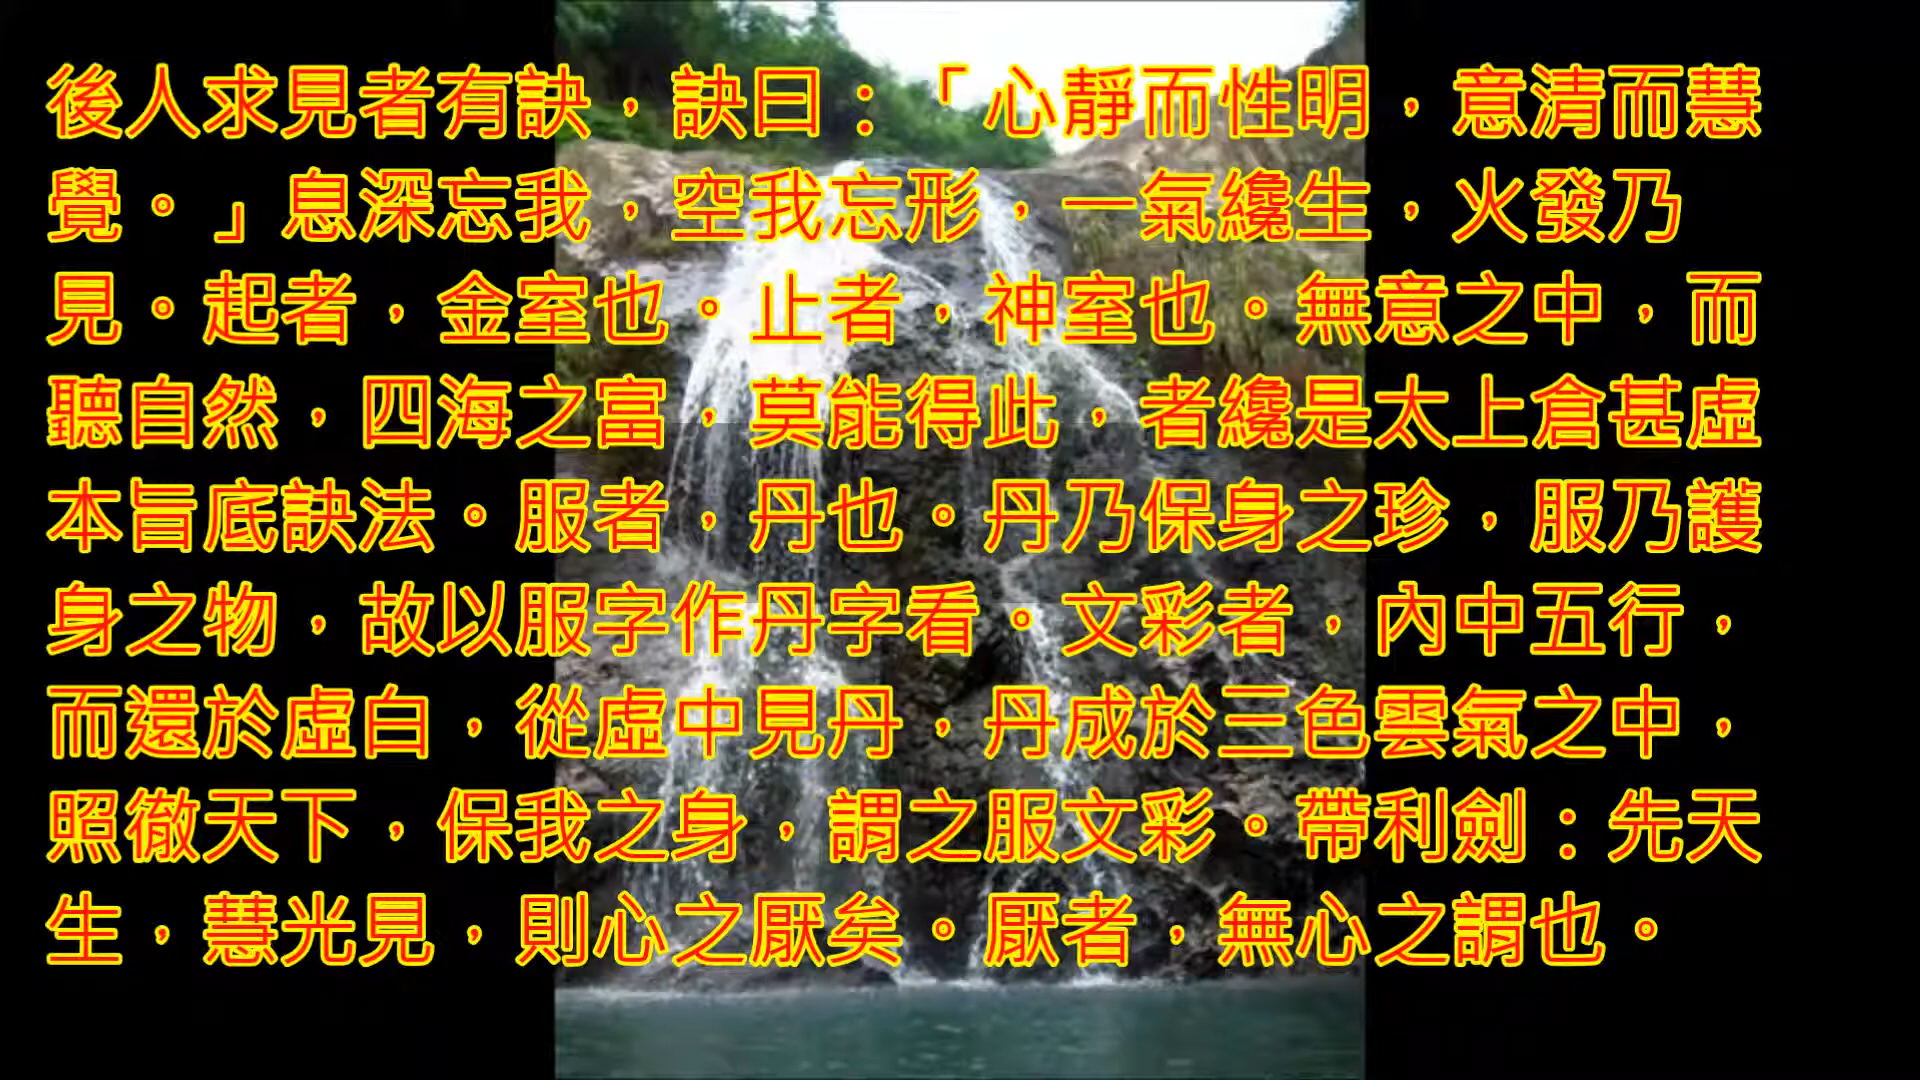 後人求見者有訣，訣曰：「心靜而性明，意清而慧
覺。」息深忘我，空我忘形，一氣纔生，火發乃
見。起者，金室也。止者，神室也。無意之中，而
聽自然，四海之富，莫能得此，者纔是太上倉甚虛
本旨底訣法。服者，丹也。丹乃保身之珍，服乃護
身之物，故以服字作丹字看。文彩者，內中五行，
而還於虛白，從虛中見丹，丹成於三色雲氣之中，
照徹天下，保我之身，謂之服文彩。帶利劍：先天
生，慧光見，則心之厭矣。厭者，無心之謂也。